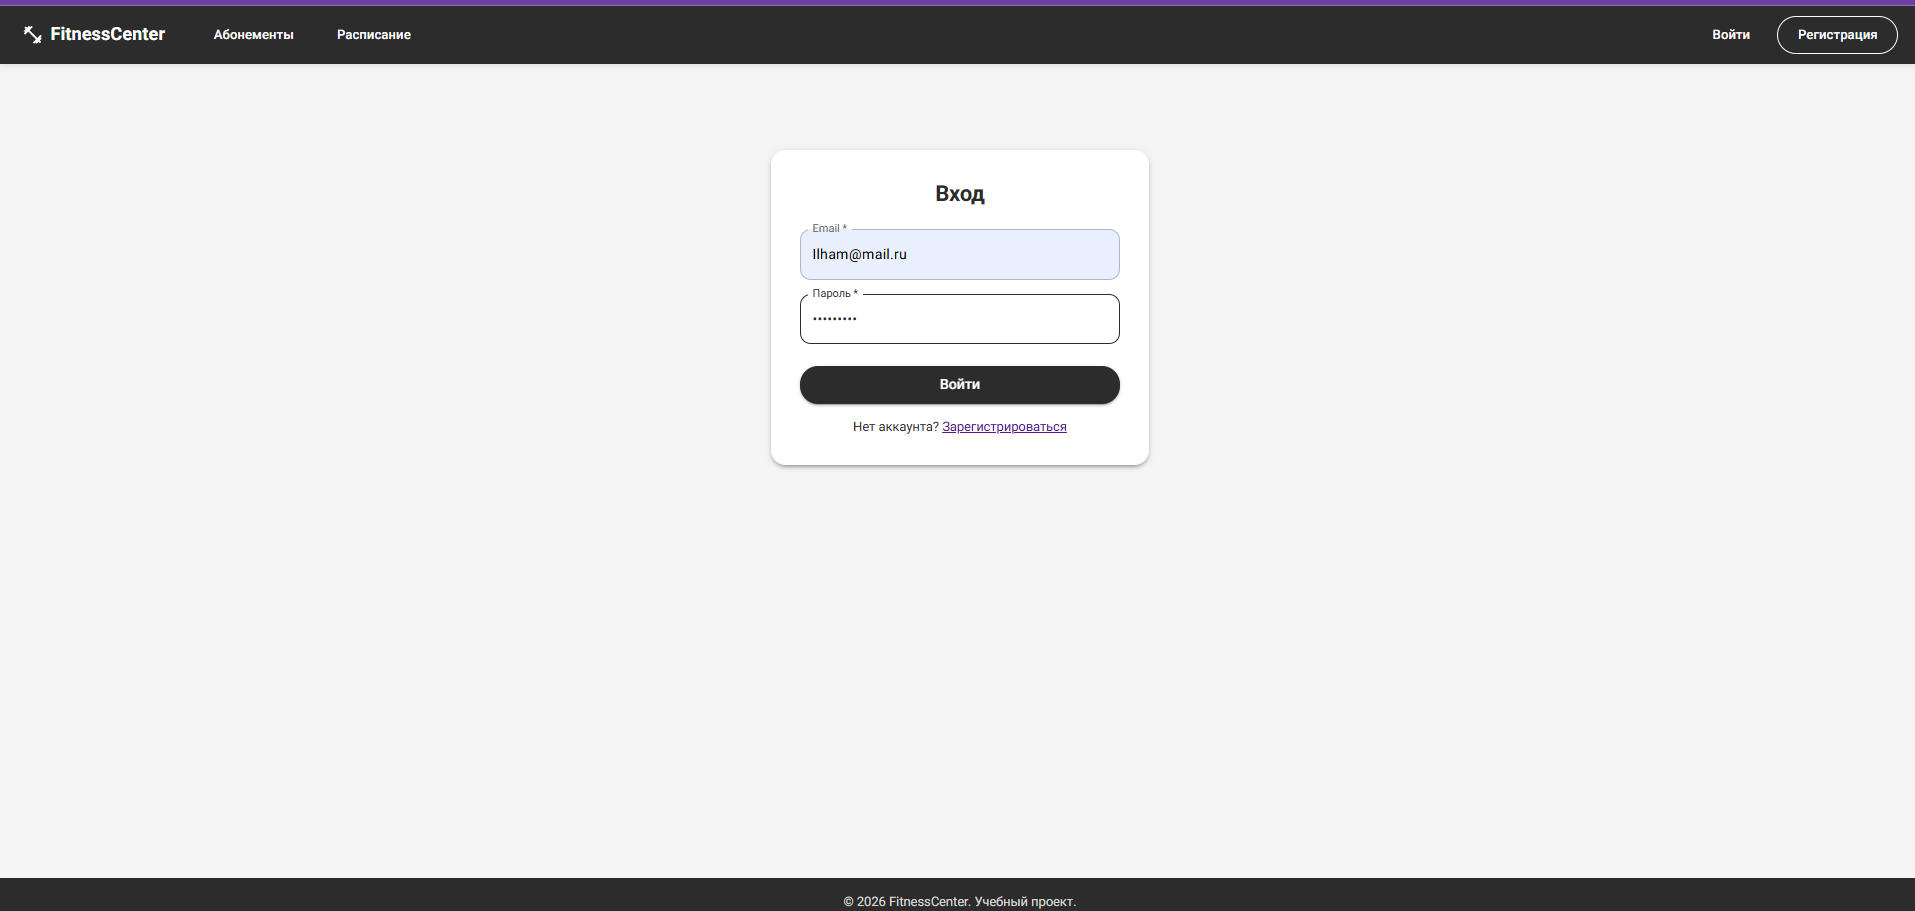 FitnessCenter Абонементы Расписание Войти Регистрация
Вход
Email *
Ilham@mail.ru
Пароль *
•••••••••
Войти
Нет аккаунта? Зарегистрироваться
© 2026 FitnessCenter. Учебный проект.